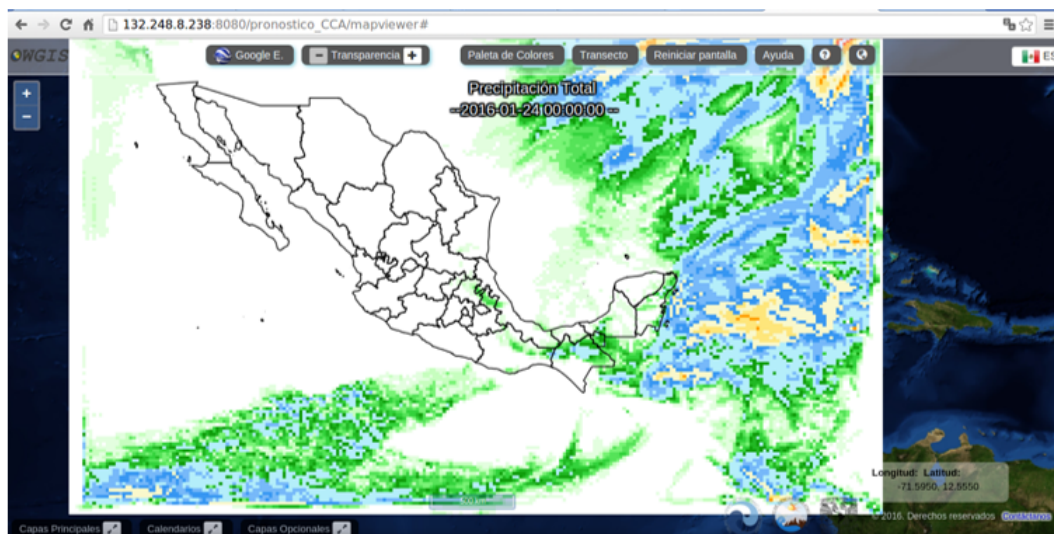 132.248.8.238:8080/pronostico_CCA/mapviewer#
OWGIS
Google E.
Transparencia
Paleta de Colores
Transecto
Reiniciar pantalla
Ayuda
?
ES
+
-
Precipitación Total
--2016-01-24 00:00:00 --
Longitud: Latitud:
-71.5950, 12.5550
© 2016. Derechos reservados Contáctanos
Capas Principales
Calendarios
Capas Opcionales